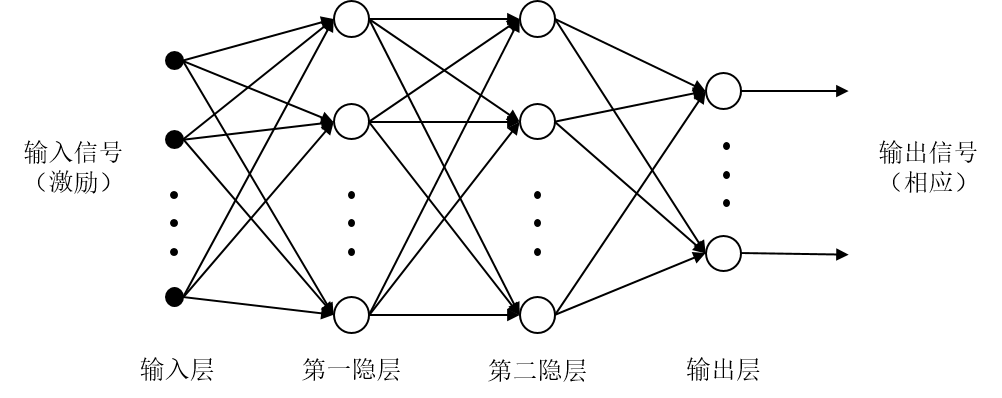 输入信号
（激励）
输出信号
（相应）
输入层
第一隐层
第二隐层
输出层